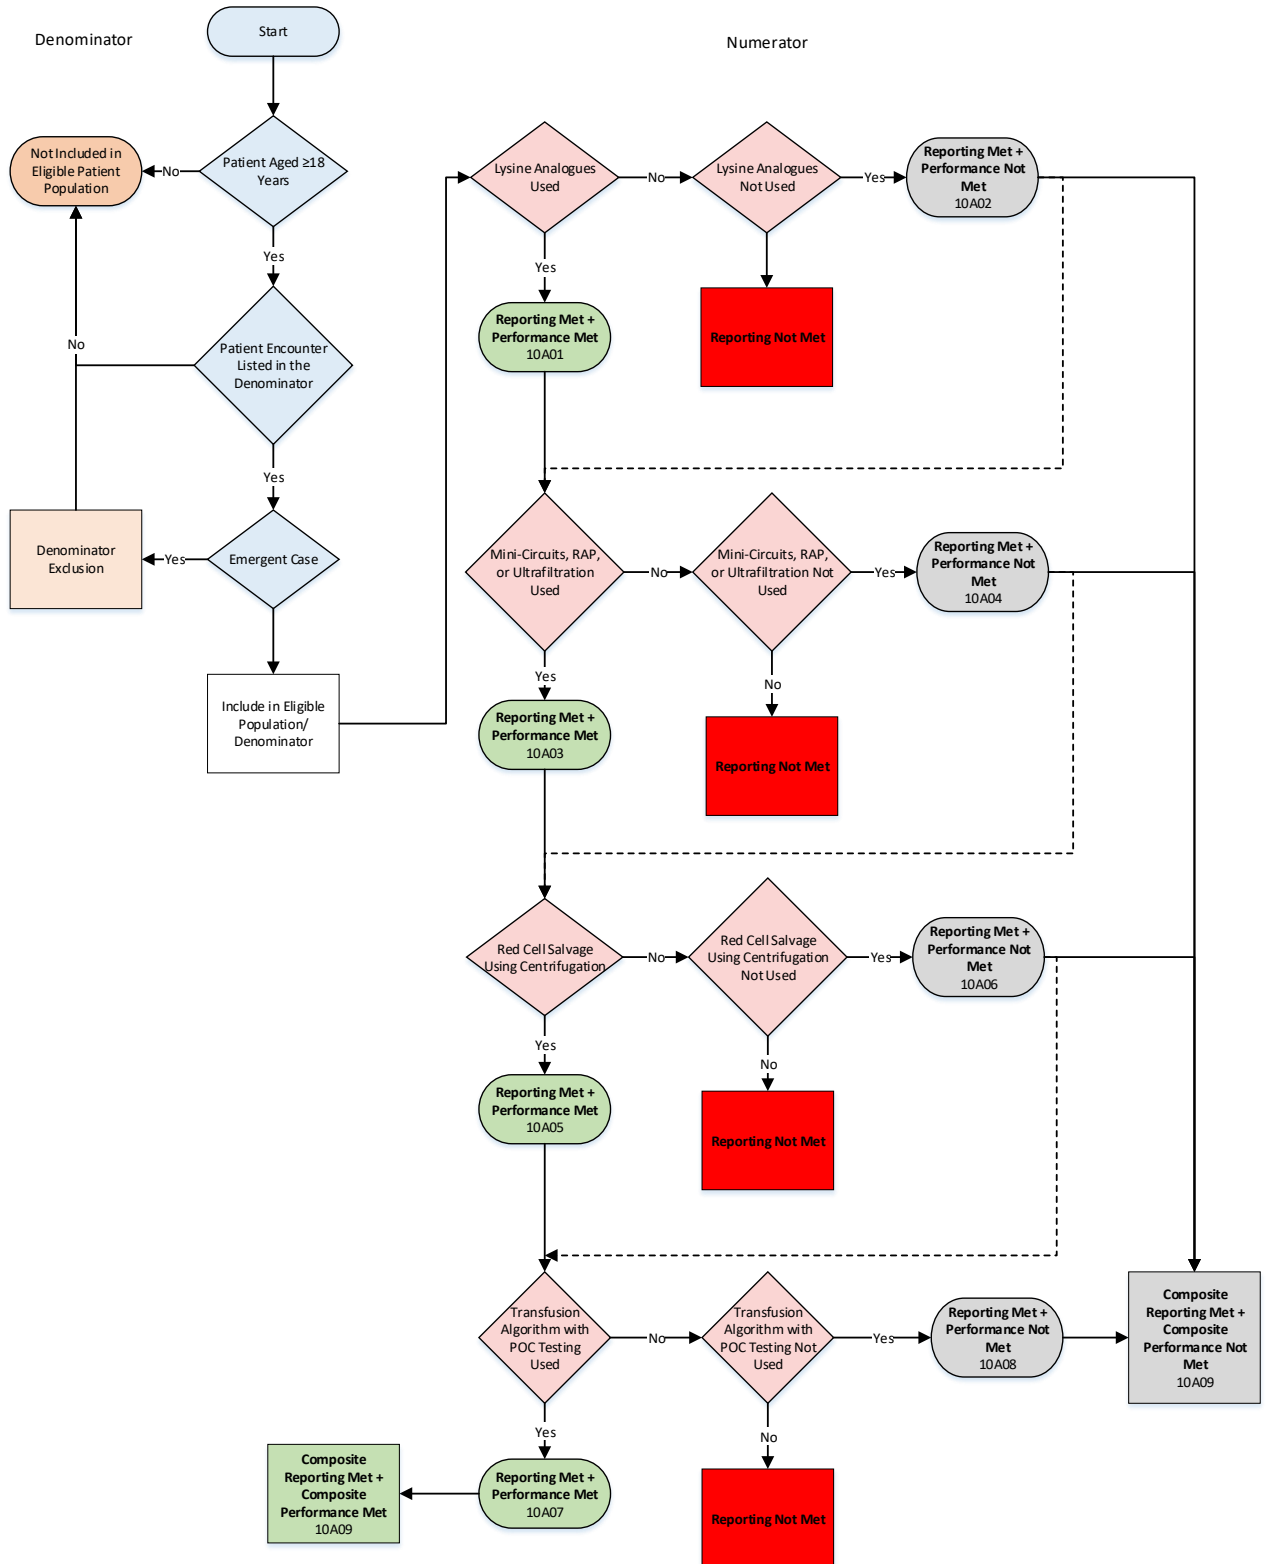 Denominator
Start
Numerator
Patient Aged ≥18
Years
No
Not Included in
Eligible Patient
Population
Yes
Patient Encounter
Listed in the
Denominator
No
Yes
Emergent Case
Yes
Denominator
Exclusion
Include in Eligible
Population/
Denominator
Lysine Analogues
Used
No
Lysine Analogues
Not Used
Yes
Reporting Met +
Performance Not
Met
10A02
Yes
Reporting Met +
Performance Met
10A01
Reporting Not Met
Mini-Circuits, RAP,
or Ultrafiltration
Used
No
Mini-Circuits, RAP,
or Ultrafiltration Not
Used
Yes
Reporting Met +
Performance Not
Met
10A04
Yes
No
Reporting Met +
Performance Met
10A03
Reporting Not Met
Red Cell Salvage
Using Centrifugation
No
Red Cell Salvage
Using Centrifugation
Not Used
Yes
Reporting Met +
Performance Not
Met
10A06
Yes
No
Reporting Met +
Performance Met
10A05
Reporting Not Met
Transfusion
Algorithm with
POC Testing
Used
No
Transfusion
Algorithm with
POC Testing Not
Used
Yes
Reporting Met +
Performance Not
Met
10A08
Composite
Reporting Met +
Composite
Performance Not
Met
10A09
Yes
No
Composite
Reporting Met +
Composite
Performance Met
10A09
Reporting Met +
Performance Met
10A07
Reporting Not Met